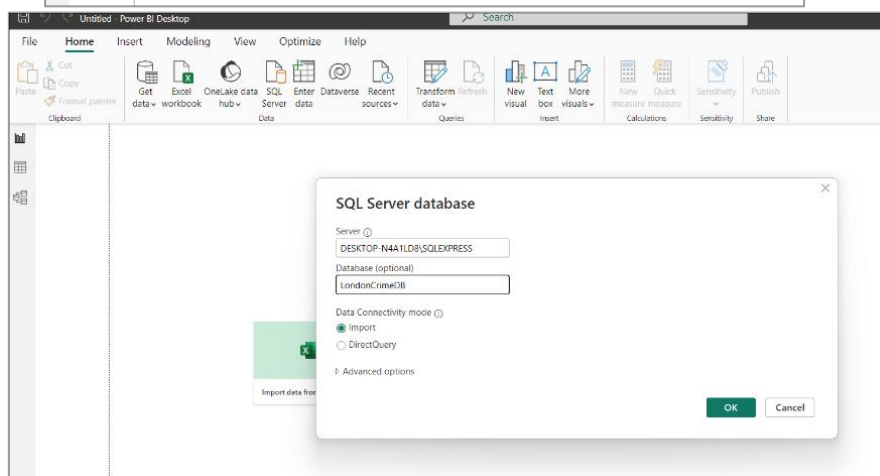 Untitled - Power BI Desktop
Search
File Home Insert Modeling View Optimize Help
Paste
Cut
Copy
Format painter
Clipboard
Get data
Excel workbook
OneLake data hub
SQL Server
Enter data
Dataverse
Recent sources
Data
Transform data
Refresh
Queries
New visual
Text box
More visuals
Insert
New measure
Quick measure
Calculations
Sensitivity
Sensitivity
Publish
Share
SQL Server database
Server
DESKTOP-N4A1LD8\SQLEXPRESS
Database (optional)
LondonCrimeDB
Data Connectivity mode
Import
DirectQuery
Advanced options
OK Cancel
Import data from